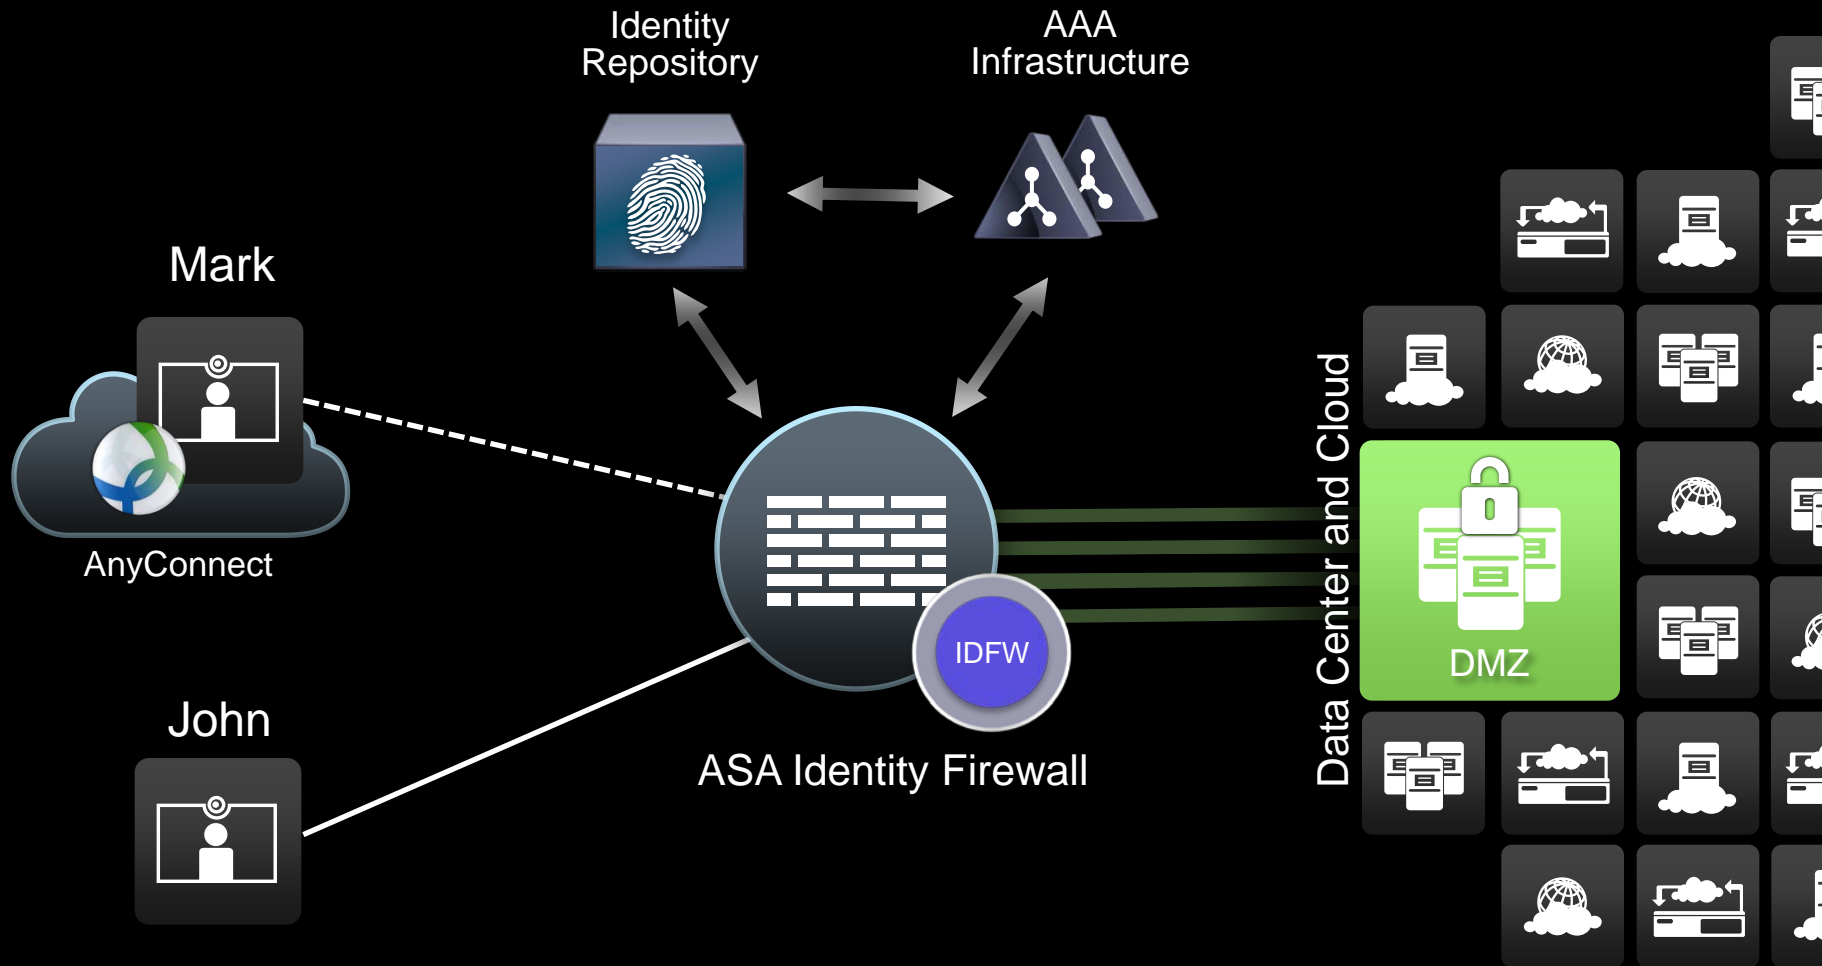 Identity
Repository
AAA
Infrastructure
Mark
AnyConnect
John
IDFW
ASA Identity Firewall
Data Center and Cloud
DMZ